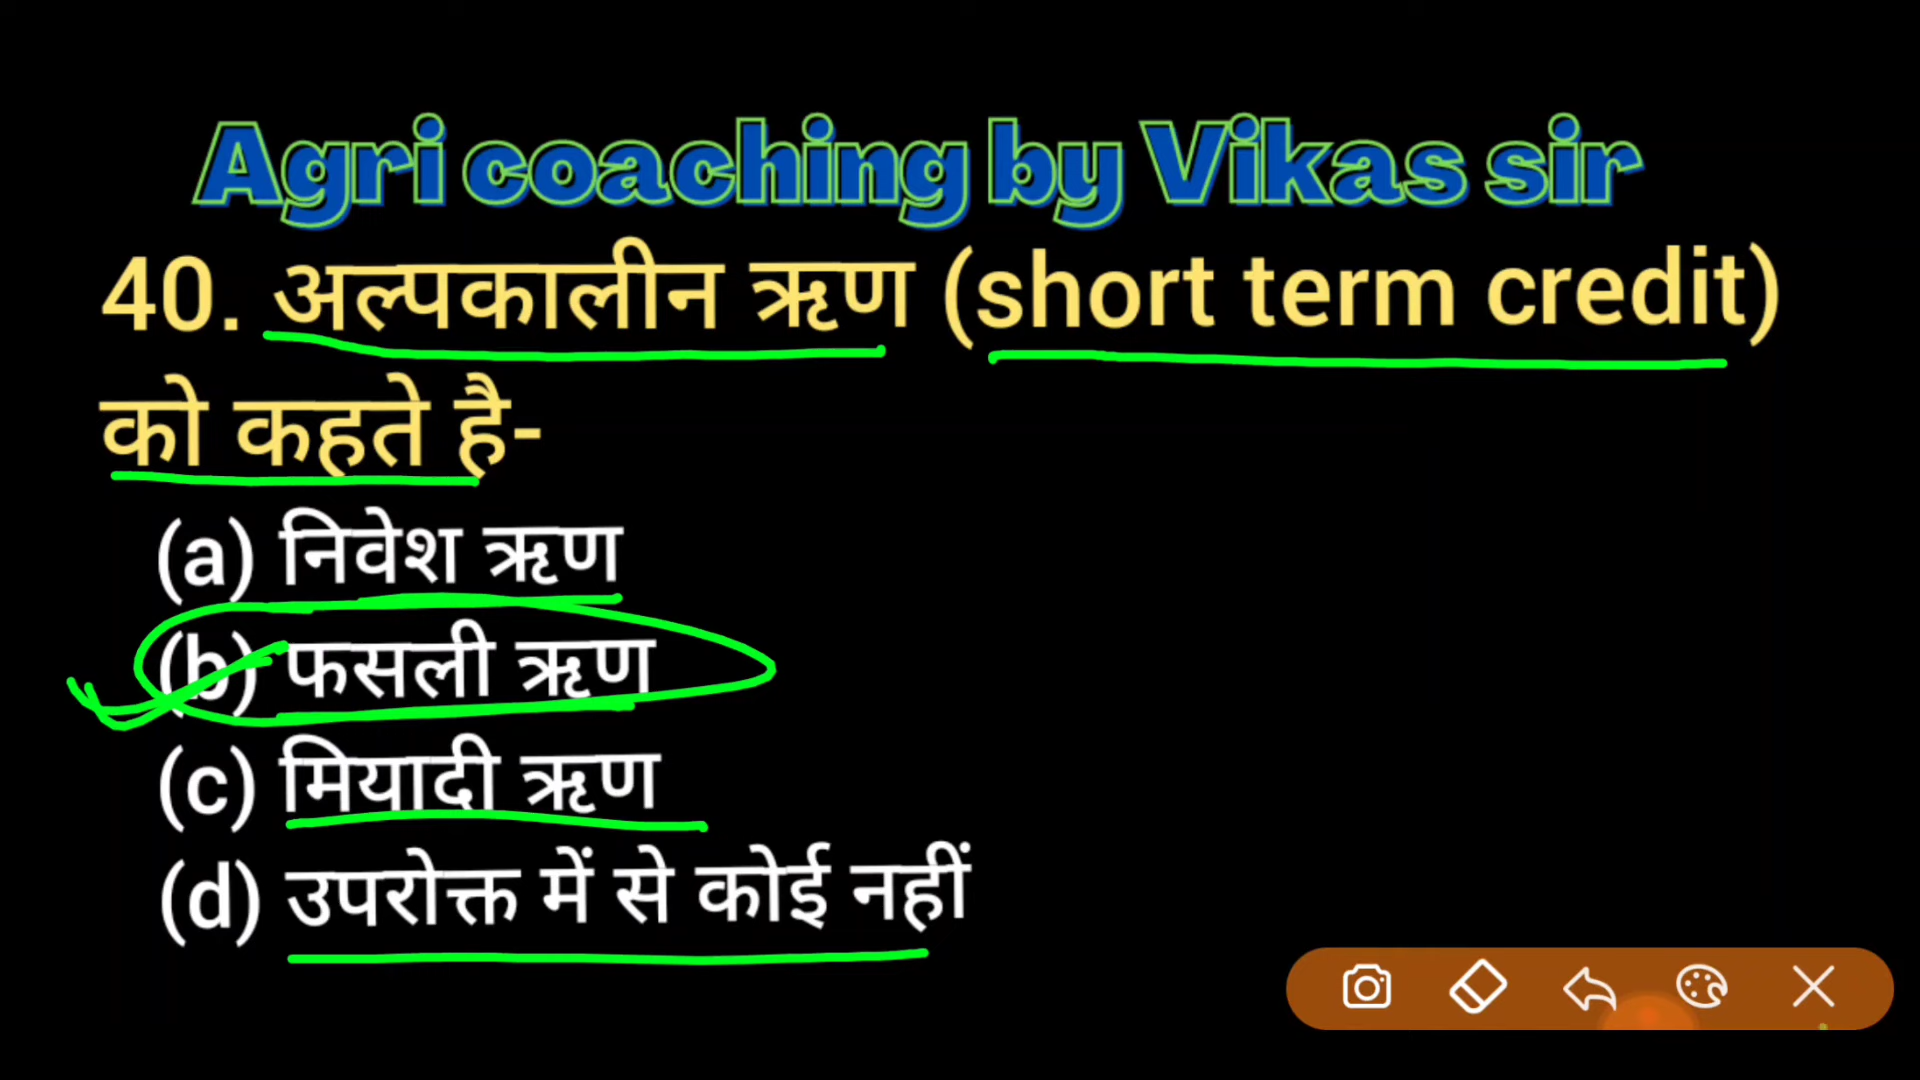 Agri coaching by Vikas sir
40. अल्पकालीन ऋण (short term credit)
को कहते है-
(a) निवेश ऋण
(b) फसली ऋण
(c) मियादी ऋण
(d) उपरोक्त में से कोई नहीं